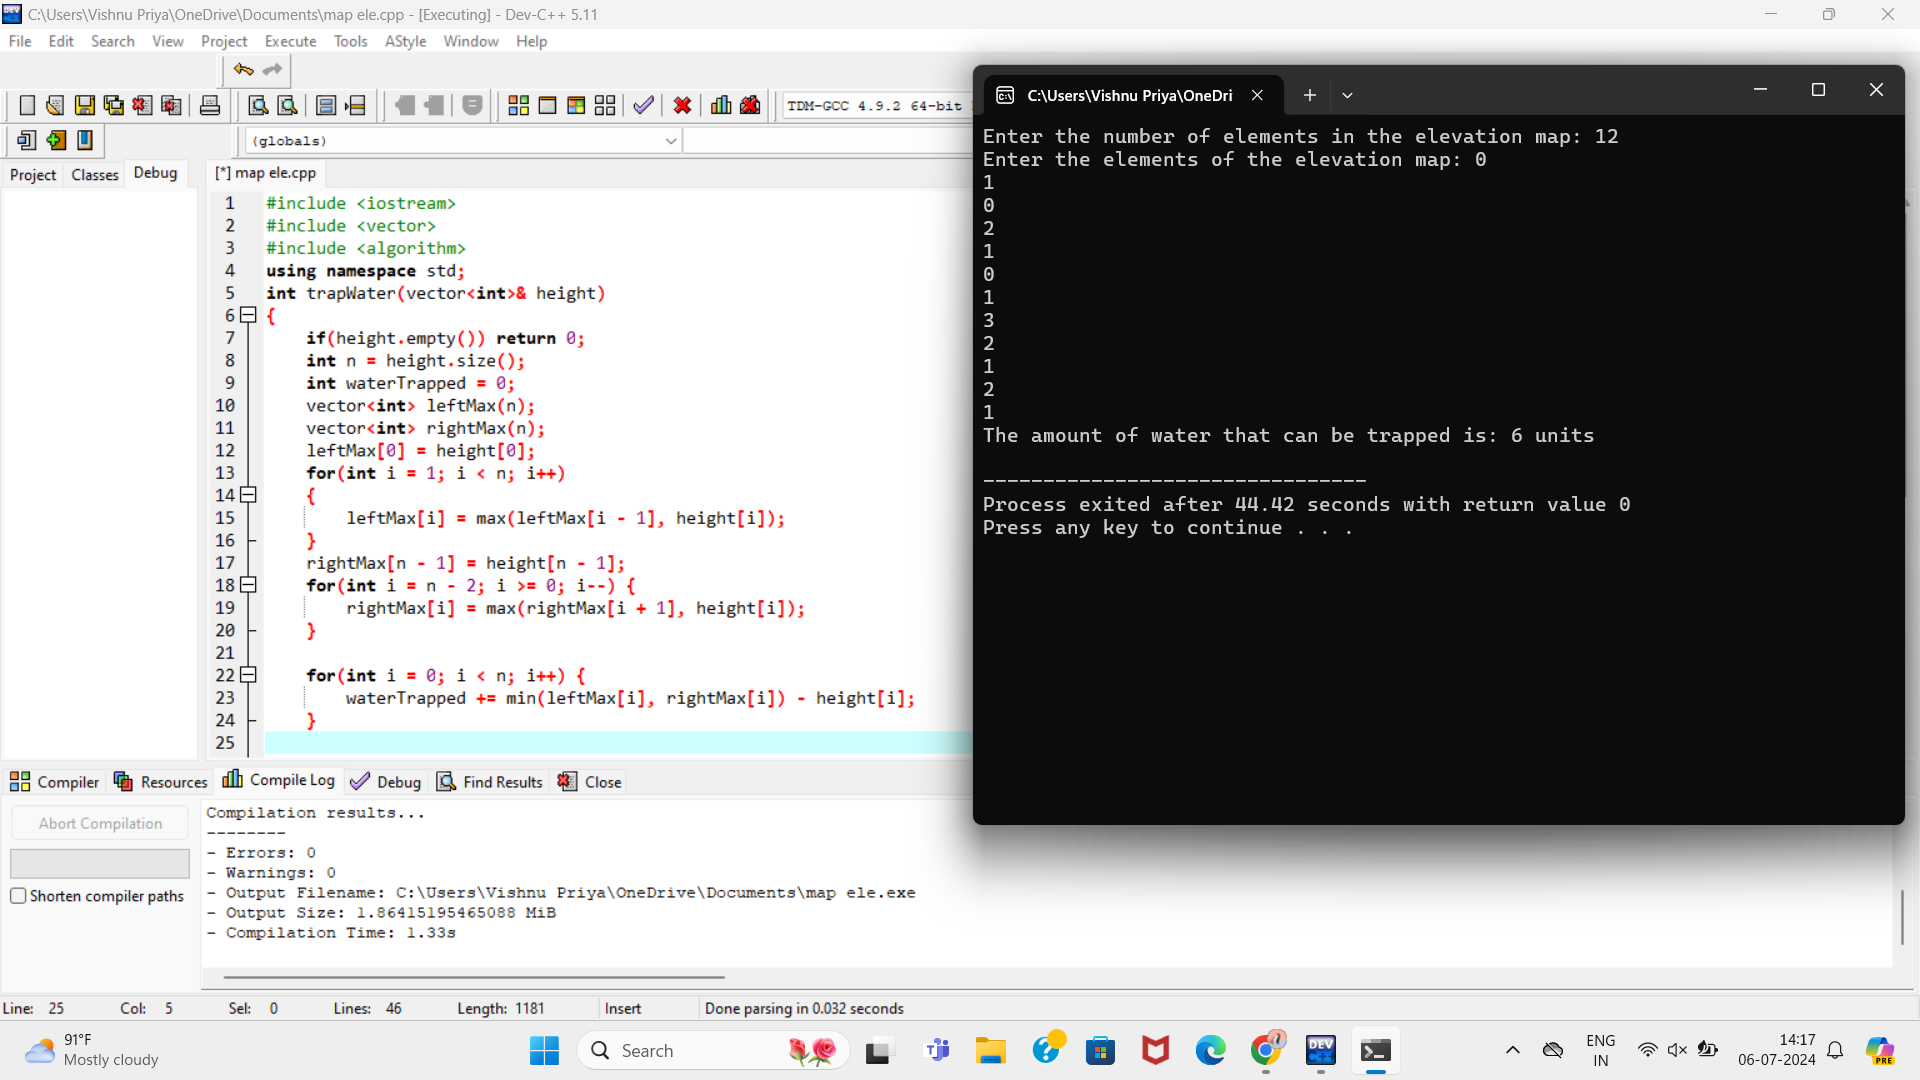 C:\Users\Vishnu Priya\OneDrive\Documents\map ele.cpp - [Executing] - Dev-C++ 5.11
File Edit Search View Project Execute Tools AStyle Window Help
TDM-GCC 4.9.2 64-bit
(globals)
Project Classes Debug
[*] map ele.cpp
1 #include <iostream>
2 #include <vector>
3 #include <algorithm>
4 using namespace std;
5 int trapWater(vector<int>& height)
6 {
7 if(height.empty()) return 0;
8 int n = height.size();
9 int waterTrapped = 0;
10 vector<int> leftMax(n);
11 vector<int> rightMax(n);
12 leftMax[0] = height[0];
13 for(int i = 1; i < n; i++)
14 {
15 leftMax[i] = max(leftMax[i - 1], height[i]);
16 }
17 rightMax[n - 1] = height[n - 1];
18 for(int i = n - 2; i >= 0; i--) {
19 rightMax[i] = max(rightMax[i + 1], height[i]);
20 }
21
22 for(int i = 0; i < n; i++) {
23 waterTrapped += min(leftMax[i], rightMax[i]) - height[i];
24 }
25
C:\Users\Vishnu Priya\OneDri
Enter the number of elements in the elevation map: 12
Enter the elements of the elevation map: 0
1
0
2
1
0
1
3
2
1
2
1
The amount of water that can be trapped is: 6 units
--------------------------------
Process exited after 44.42 seconds with return value 0
Press any key to continue . . .
Compiler Resources Compile Log Debug Find Results Close
Abort Compilation
Shorten compiler paths
Compilation results...
--------
- Errors: 0
- Warnings: 0
- Output Filename: C:\Users\Vishnu Priya\OneDrive\Documents\map ele.exe
- Output Size: 1.86415195465088 MiB
- Compilation Time: 1.33s
Line: 25 Col: 5 Sel: 0 Lines: 46 Length: 1181 Insert Done parsing in 0.032 seconds
91°F
Mostly cloudy
Search
DEV
ENG
IN
14:17
06-07-2024
PRE